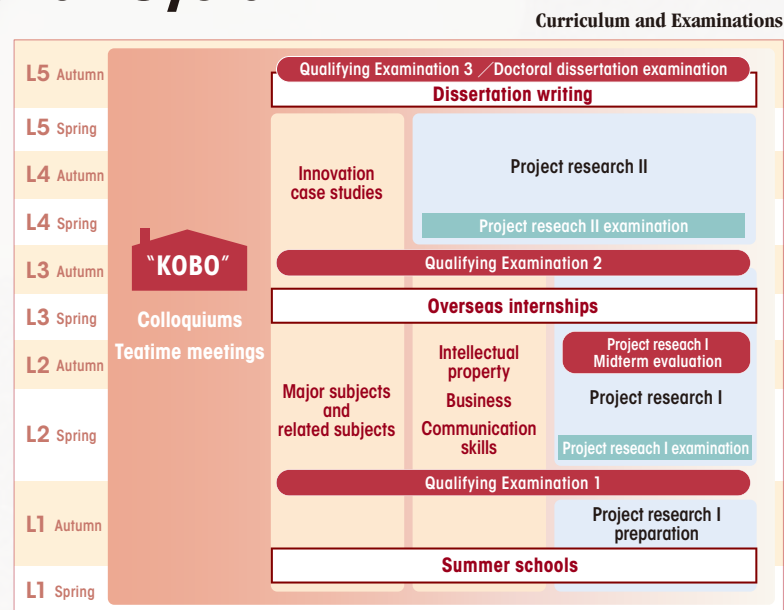 Curriculum and Examinations
L5 Autumn
Qualifying Examination 3 ／Doctoral dissertation examination
Dissertation writing
L5 Spring
L4 Autumn
Innovation
case studies
Project research II
L4 Spring
Project reseach II examination
"KOBO"
L3 Autumn
Qualifying Examination 2
L3 Spring
Overseas internships
Colloquiums
Teatime meetings
L2 Autumn
Intellectual
property
Project reseach I
Midterm evaluation
Major subjects
and
related subjects
Business
Project research I
L2 Spring
Communication
skills
Project reseach I examination
Qualifying Examination 1
L1 Autumn
Project research I
preparation
Summer schools
L1 Spring